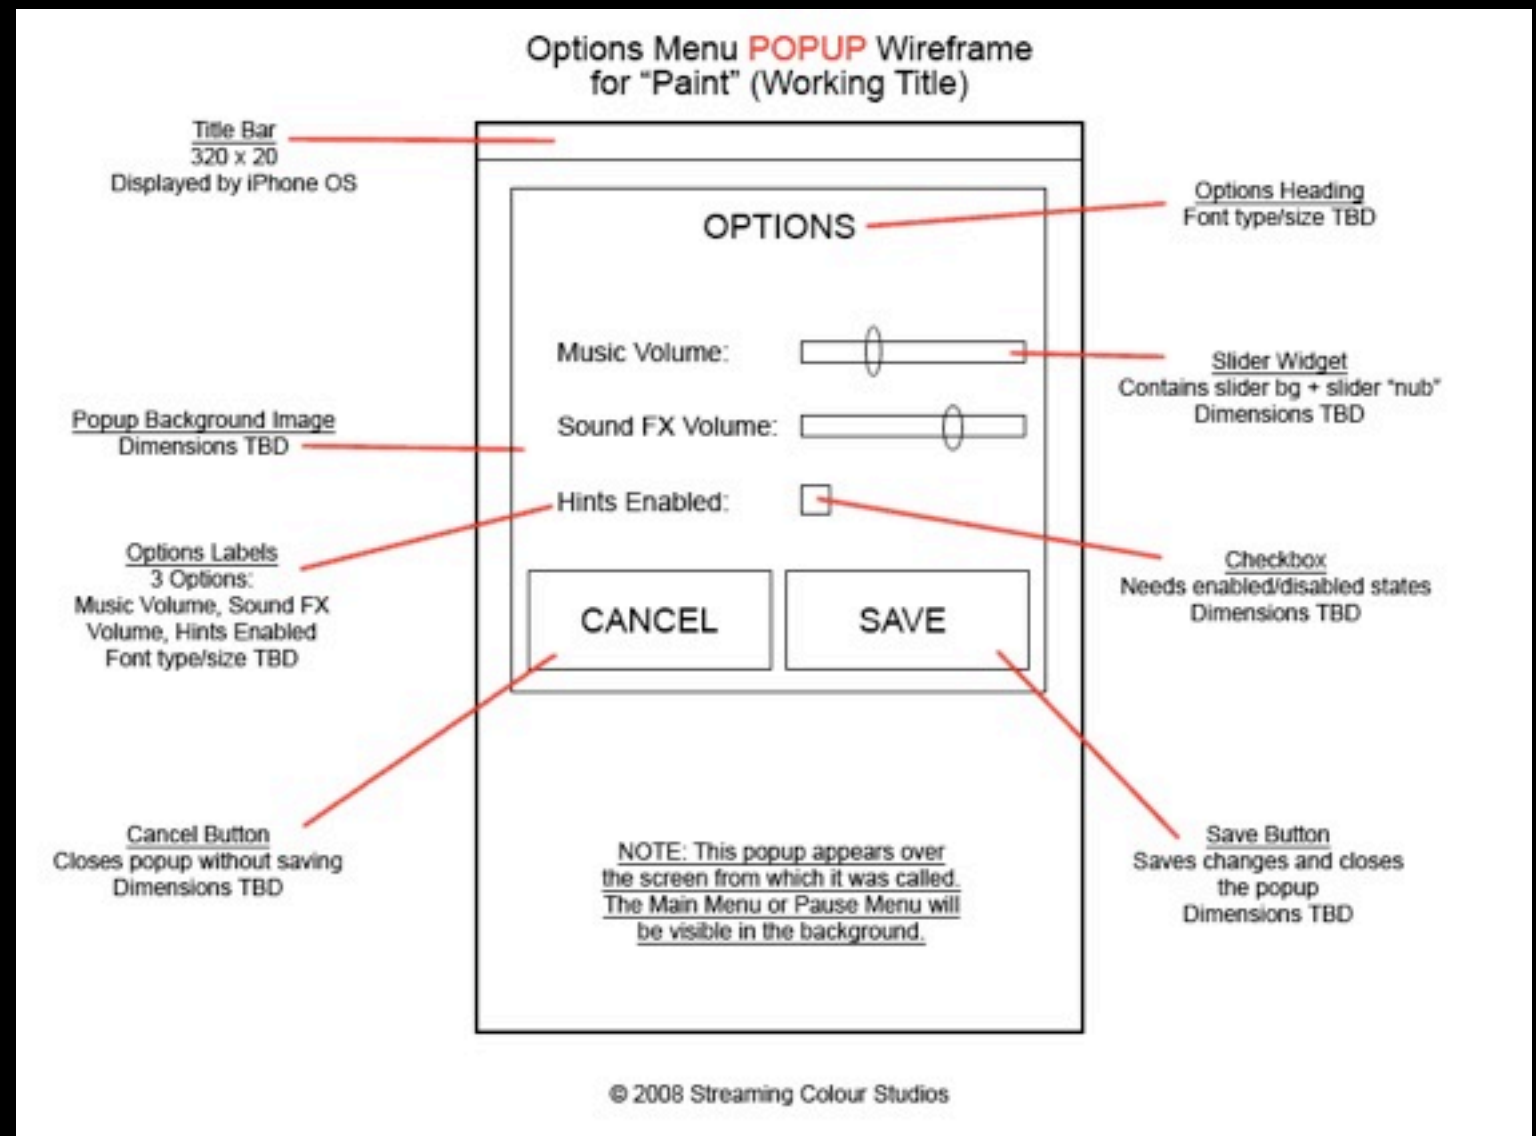 Options Menu POPUP Wireframe
for “Paint” (Working Title)
Title Bar
320 x 20
Displayed by iPhone OS
Options Heading
Font type/size TBD
OPTIONS
Music Volume:
Slider Widget
Contains slider bg + slider “nub”
Dimensions TBD
Popup Background Image
Dimensions TBD
Sound FX Volume:
Hints Enabled:
Options Labels
3 Options:
Music Volume, Sound FX
Volume, Hints Enabled
Font type/size TBD
Checkbox
Needs enabled/disabled states
Dimensions TBD
CANCEL
SAVE
Cancel Button
Closes popup without saving
Dimensions TBD
NOTE: This popup appears over
the screen from which it was called.
The Main Menu or Pause Menu will
be visible in the background.
Save Button
Saves changes and closes
the popup
Dimensions TBD
© 2008 Streaming Colour Studios